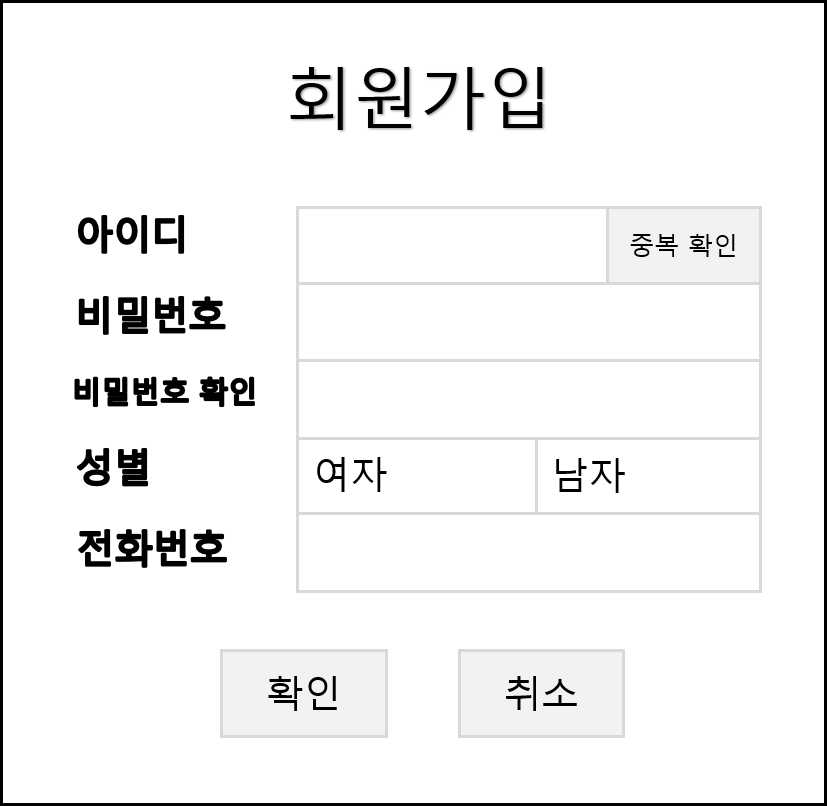 회원가입
아이디
중복 확인
비밀번호
비밀번호 확인
성별
여자
남자
전화번호
확인
취소